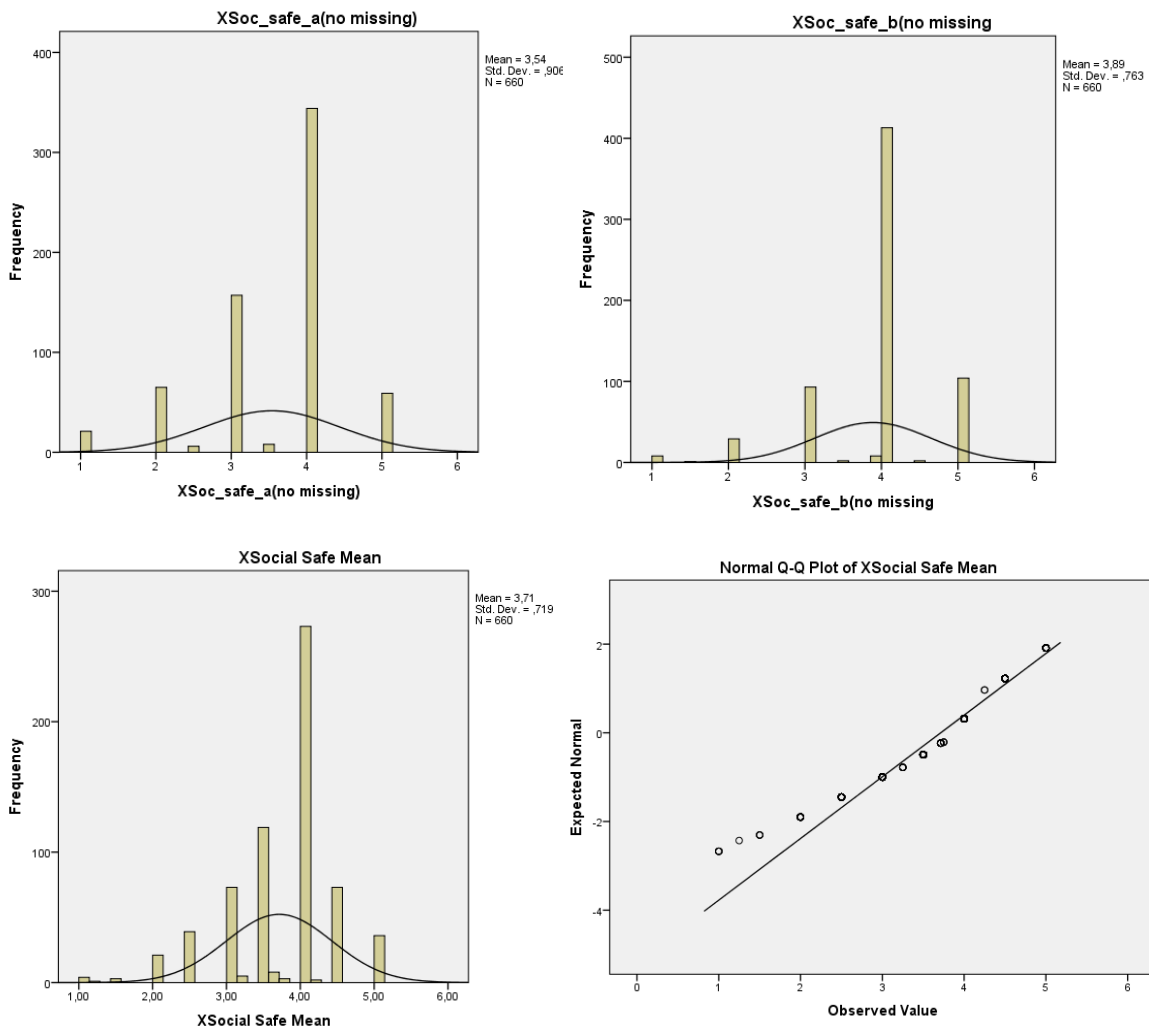 XSoc_safe_a(no missing)
400
300
200
100
0
Frequency
1 2 3 4 5 6
XSoc_safe_a(no missing)
Mean = 3,54
Std. Dev. = ,906
N = 660
XSoc_safe_b(no missing
500
400
300
200
100
0
Frequency
1 2 3 4 5 6
XSoc_safe_b(no missing
Mean = 3,89
Std. Dev. = ,763
N = 660
XSocial Safe Mean
300
200
100
0
Frequency
1,00 2,00 3,00 4,00 5,00 6,00
XSocial Safe Mean
Mean = 3,71
Std. Dev. = ,719
N = 660
Normal Q-Q Plot of XSocial Safe Mean
2
0
-2
-4
Expected Normal
0 1 2 3 4 5 6
Observed Value